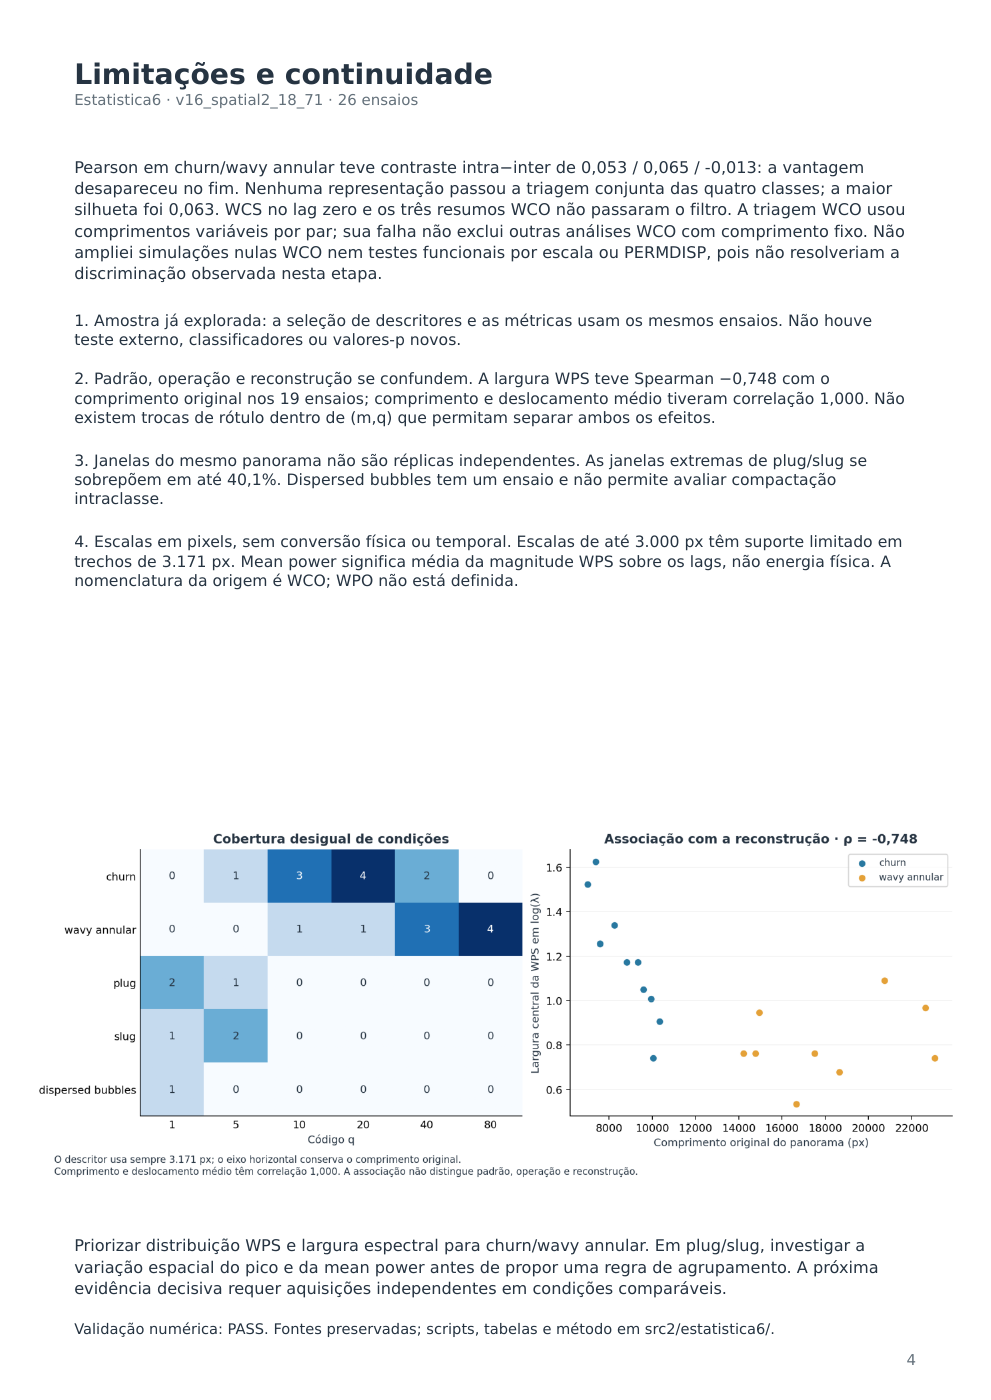 Limitações e continuidade
Estatistica6 · v16_spatial2_18_71 · 26 ensaios
Pearson em churn/wavy annular teve contraste intra−inter de 0,053 / 0,065 / -0,013: a vantagem
desapareceu no fim. Nenhuma representação passou a triagem conjunta das quatro classes; a maior
silhueta foi 0,063. WCS no lag zero e os três resumos WCO não passaram o filtro. A triagem WCO usou
comprimentos variáveis por par; sua falha não exclui outras análises WCO com comprimento fixo. Não
ampliei simulações nulas WCO nem testes funcionais por escala ou PERMDISP, pois não resolveriam a
discriminação observada nesta etapa.
1. Amostra já explorada: a seleção de descritores e as métricas usam os mesmos ensaios. Não houve
teste externo, classificadores ou valores-p novos.
2. Padrão, operação e reconstrução se confundem. A largura WPS teve Spearman −0,748 com o
comprimento original nos 19 ensaios; comprimento e deslocamento médio tiveram correlação 1,000. Não
existem trocas de rótulo dentro de (m,q) que permitam separar ambos os efeitos.
3. Janelas do mesmo panorama não são réplicas independentes. As janelas extremas de plug/slug se
sobrepõem em até 40,1%. Dispersed bubbles tem um ensaio e não permite avaliar compactação
intraclasse.
4. Escalas em pixels, sem conversão física ou temporal. Escalas de até 3.000 px têm suporte limitado em
trechos de 3.171 px. Mean power significa média da magnitude WPS sobre os lags, não energia física. A
nomenclatura da origem é WCO; WPO não está definida.
Cobertura desigual de condições
churn 0 1 3 4 2 0
wavy annular 0 0 1 1 3 4
plug 2 1 0 0 0 0
slug 1 2 0 0 0 0
dispersed bubbles 1 0 0 0 0 0
1 5 10 20 40 80
Código q
Associação com a reconstrução · ρ = -0,748
churn
wavy annular
Largura central da WPS em log(λ)
1.6
1.4
1.2
1.0
0.8
0.6
8000 10000 12000 14000 16000 18000 20000 22000
Comprimento original do panorama (px)
O descritor usa sempre 3.171 px; o eixo horizontal conserva o comprimento original.
Comprimento e deslocamento médio têm correlação 1,000. A associação não distingue padrão, operação e reconstrução.
Priorizar distribuição WPS e largura espectral para churn/wavy annular. Em plug/slug, investigar a
variação espacial do pico e da mean power antes de propor uma regra de agrupamento. A próxima
evidência decisiva requer aquisições independentes em condições comparáveis.
Validação numérica: PASS. Fontes preservadas; scripts, tabelas e método em src2/estatistica6/.
4